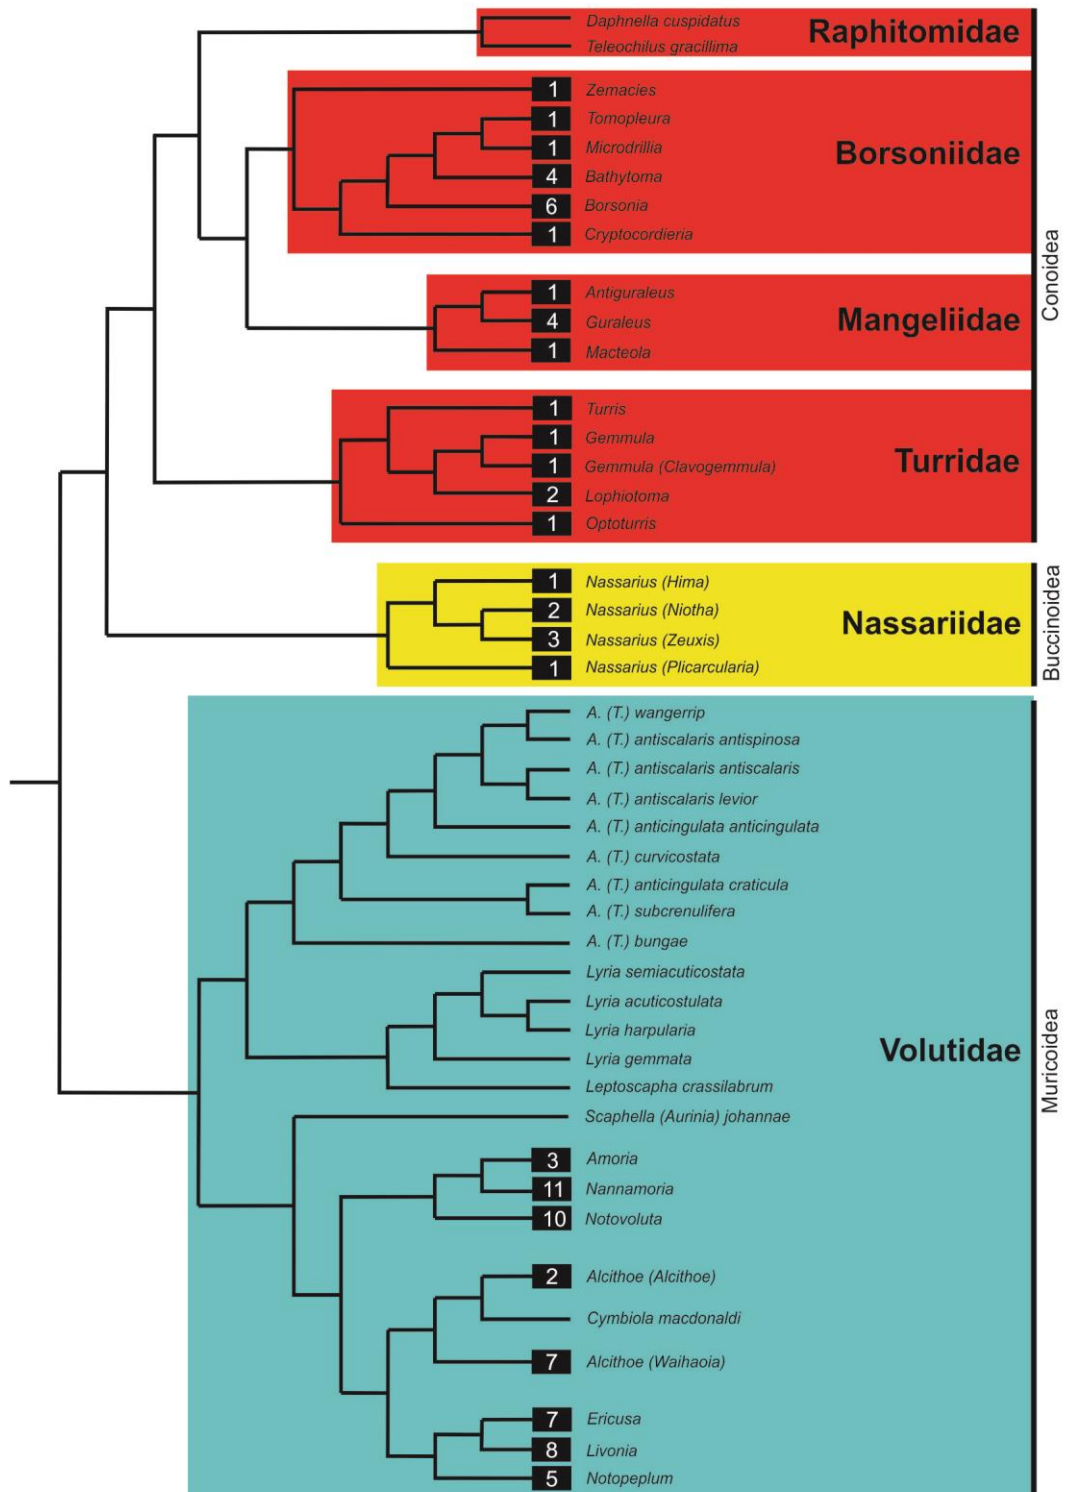 Daphnella cuspidatus
Teleochilus gracillima
Raphitomidae
1 Zemacies
1 Tomopleura
1 Microdrillia
4 Bathytoma
6 Borsonia
1 Cryptocordieria
Borsoniidae
1 Antiguraleus
4 Guraleus
1 Macteola
Mangeliidae
1 Turris
1 Gemmula
1 Gemmula (Clavogemmula)
2 Lophiotoma
1 Optoturris
Turridae
Conoidea
1 Nassarius (Hima)
2 Nassarius (Niotha)
3 Nassarius (Zeuxis)
1 Nassarius (Plicarcularia)
Nassariidae
Buccinoidea
A. (T.) wangerrip
A. (T.) antiscalaris antispinosa
A. (T.) antiscalaris antiscalaris
A. (T.) antiscalaris levior
A. (T.) anticingulata anticingulata
A. (T.) curvicostata
A. (T.) anticingulata craticula
A. (T.) subcrenulifera
A. (T.) bungae
Lyria semiacuticostata
Lyria acuticostulata
Lyria harpularia
Lyria gemmata
Leptoscapha crassilabrum
Scaphella (Aurinia) johannae
3 Amoria
11 Nannamoria
10 Notovoluta
2 Alcithoe (Alcithoe)
Cymbiola macdonaldi
7 Alcithoe (Waihaoia)
7 Ericusa
8 Livonia
5 Notopeplum
Volutidae
Muricoidea